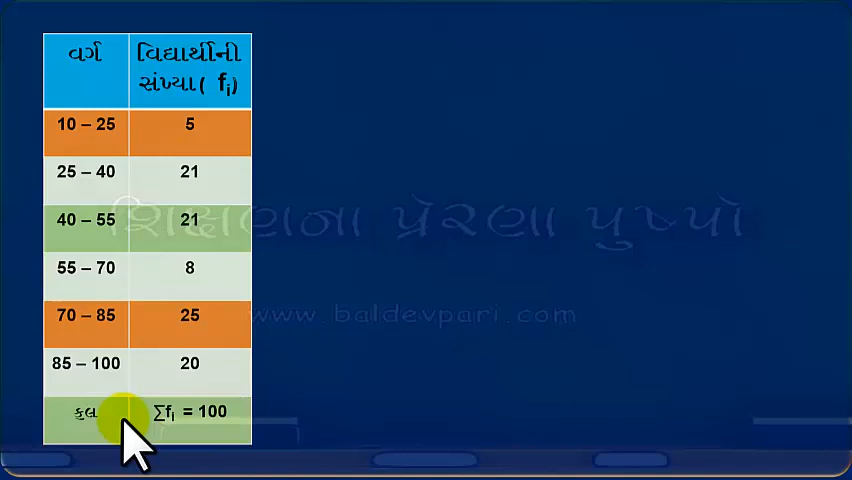 વર્ગ વિદ્યાર્થીની
સંખ્યા ( fi)
10 – 25 5
25 – 40 21
40 – 55 21
55 – 70 8
70 – 85 25
85 – 100 20
કુલ ∑fi = 100
શિક્ષણના પ્રેરણા પુષ્પો
www.baldevpari.com